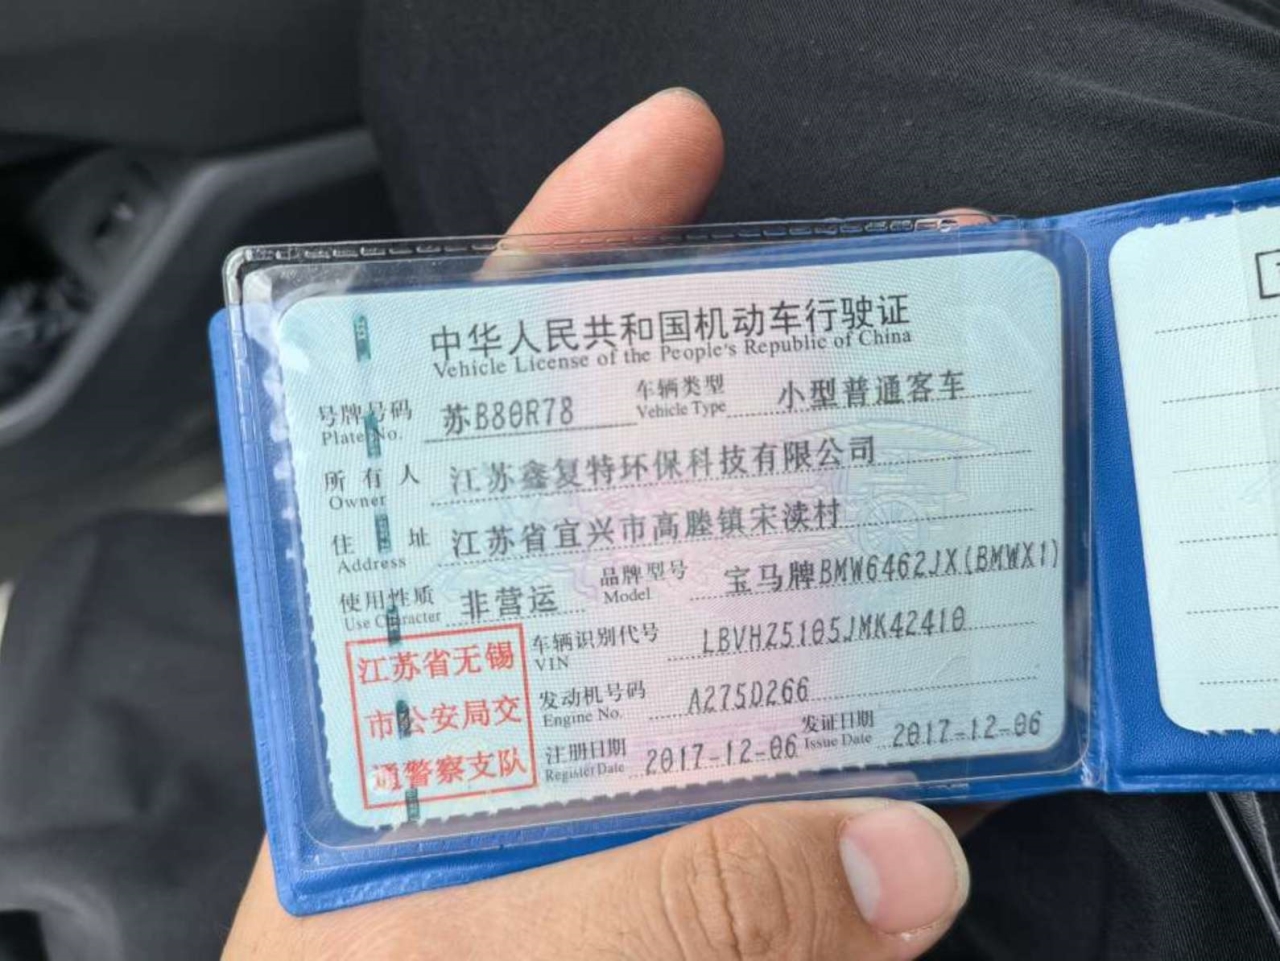 中华人民共和国机动车行驶证
Vehicle License of the People's Republic of China
号牌号码 苏B80R78 车辆类型 小型普通客车
Plate No. Vehicle Type
所有人 江苏鑫复特环保科技有限公司
Owner
住址 江苏省宜兴市高塍镇宋渎村
Address
使用性质 非营运 品牌型号 宝马牌BMW6462JX(BMWX1)
Use Character Model
车辆识别代号 LBVHZ5105JMK42410
VIN
发动机号码 A275D266
Engine No.
注册日期 2017-12-06 发证日期 2017-12-06
Register Date Issue Date
江苏省无锡
市公安局交
通警察支队